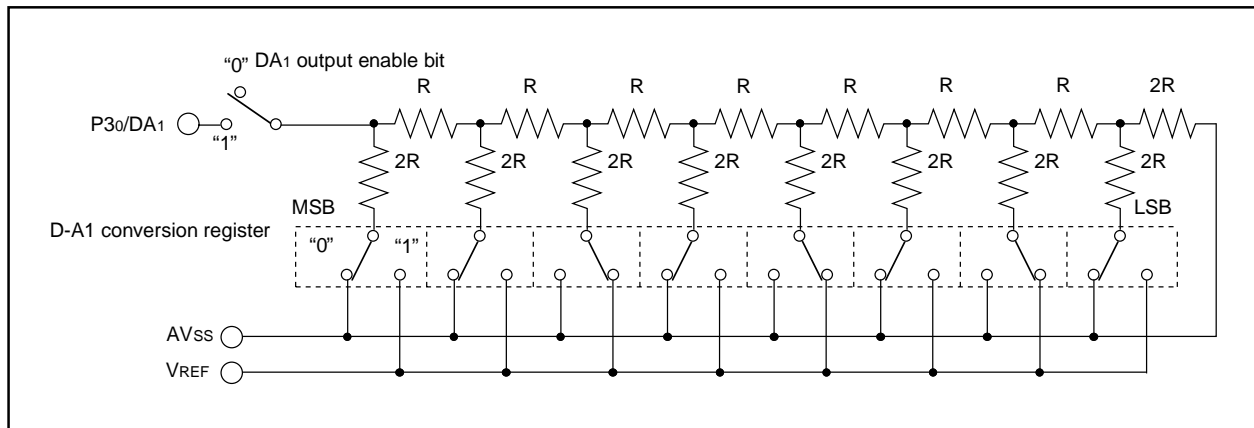 “0” DA1 output enable bit
R R R R R R R 2R
P30/DA1
“1”
2R 2R 2R 2R 2R 2R 2R 2R
MSB LSB
D-A1 conversion register
“0” “1”
AVSS
VREF